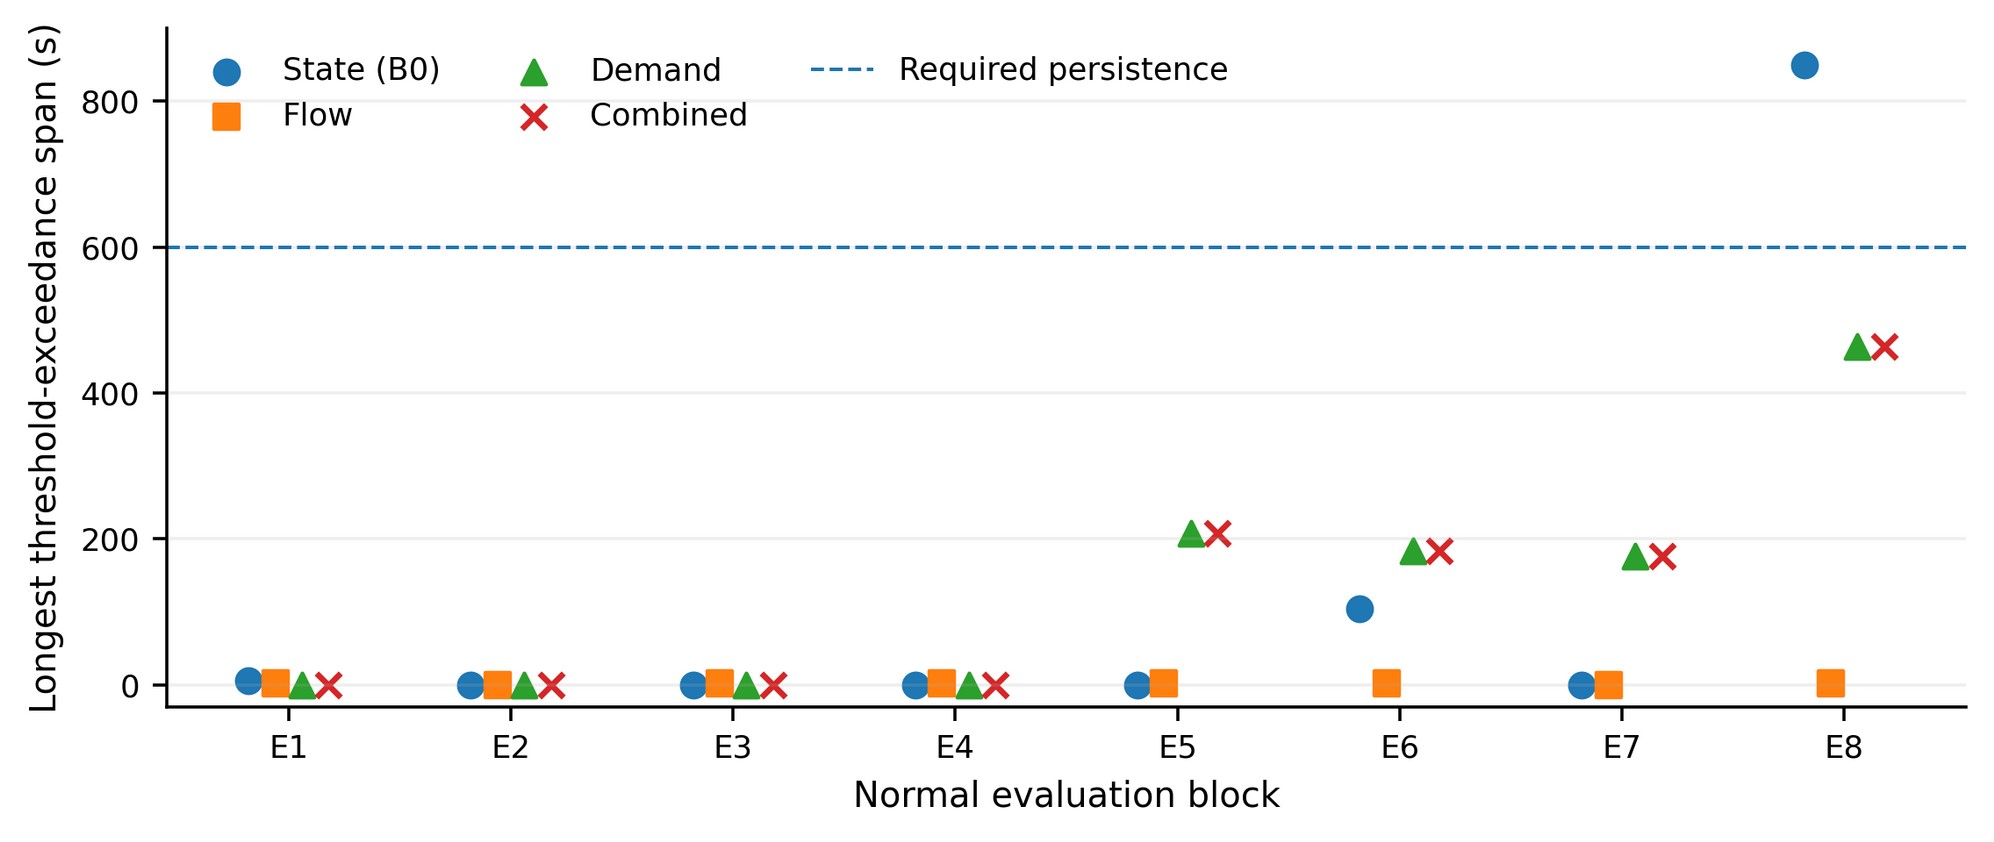 Longest threshold-exceedance span (s)
State (B0)
Flow
Demand
Combined
Required persistence
800
600
400
200
0
E1 E2 E3 E4 E5 E6 E7 E8
Normal evaluation block